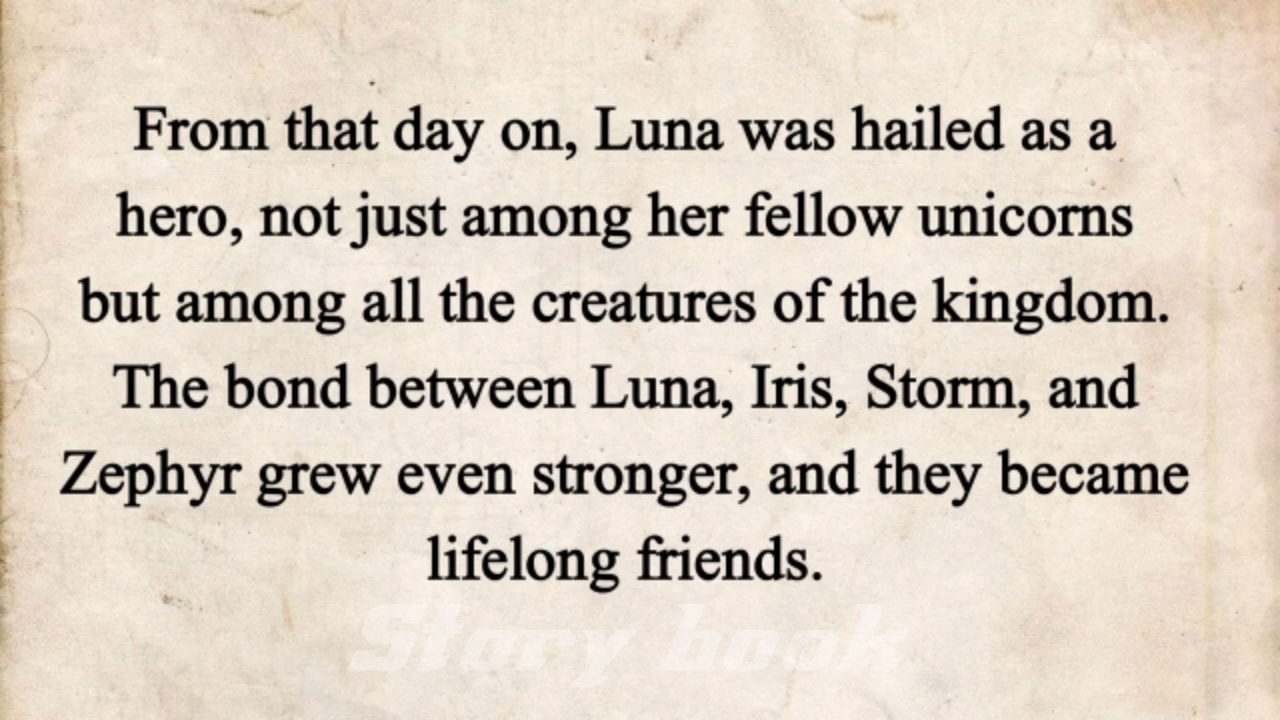 From that day on, Luna was hailed as a
hero, not just among her fellow unicorns
but among all the creatures of the kingdom.
The bond between Luna, Iris, Storm, and
Zephyr grew even stronger, and they became
lifelong friends.
Story book